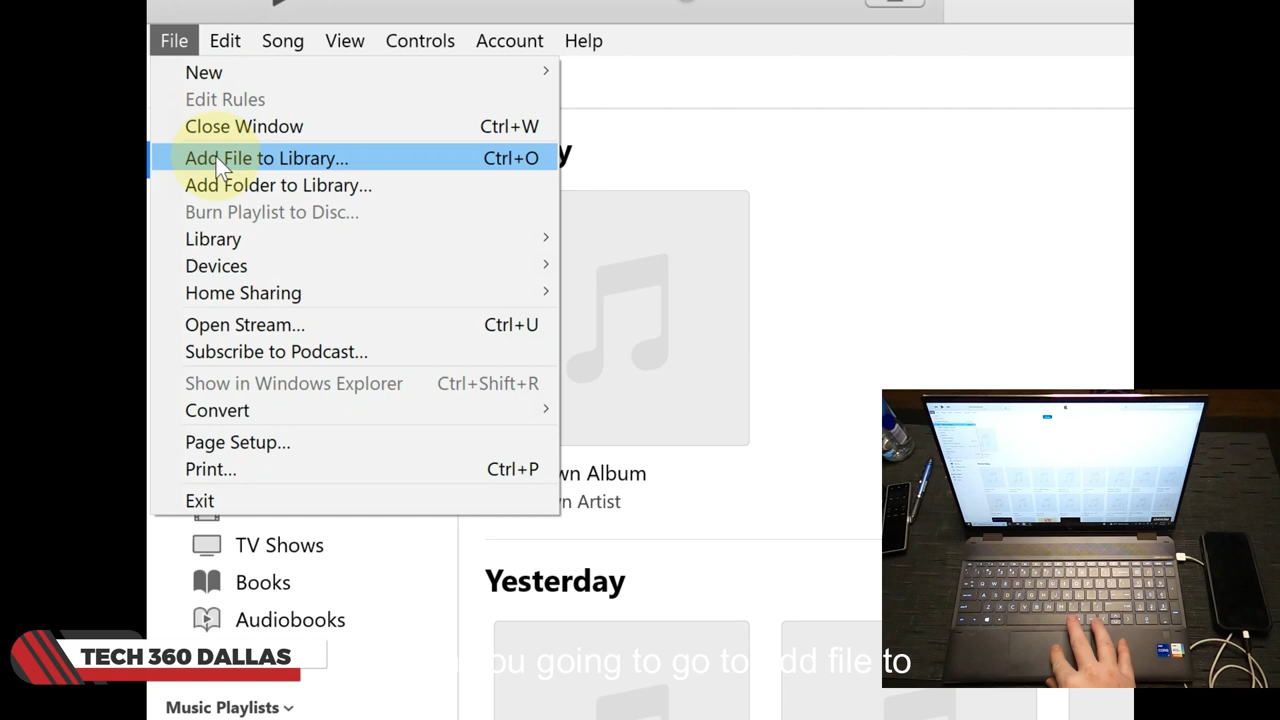 File Edit Song View Controls Account Help
New
Edit Rules
Close Window Ctrl+W
Add File to Library... Ctrl+O
Add Folder to Library...
Burn Playlist to Disc...
Library
Devices
Home Sharing
Open Stream... Ctrl+U
Subscribe to Podcast...
Show in Windows Explorer Ctrl+Shift+R
Convert
Page Setup...
Print... Ctrl+P
Exit
y
wn Album
n Artist
TV Shows
Books
Audiobooks
Yesterday
TECH 360 DALLAS
ou going to go to add file to
Music Playlists